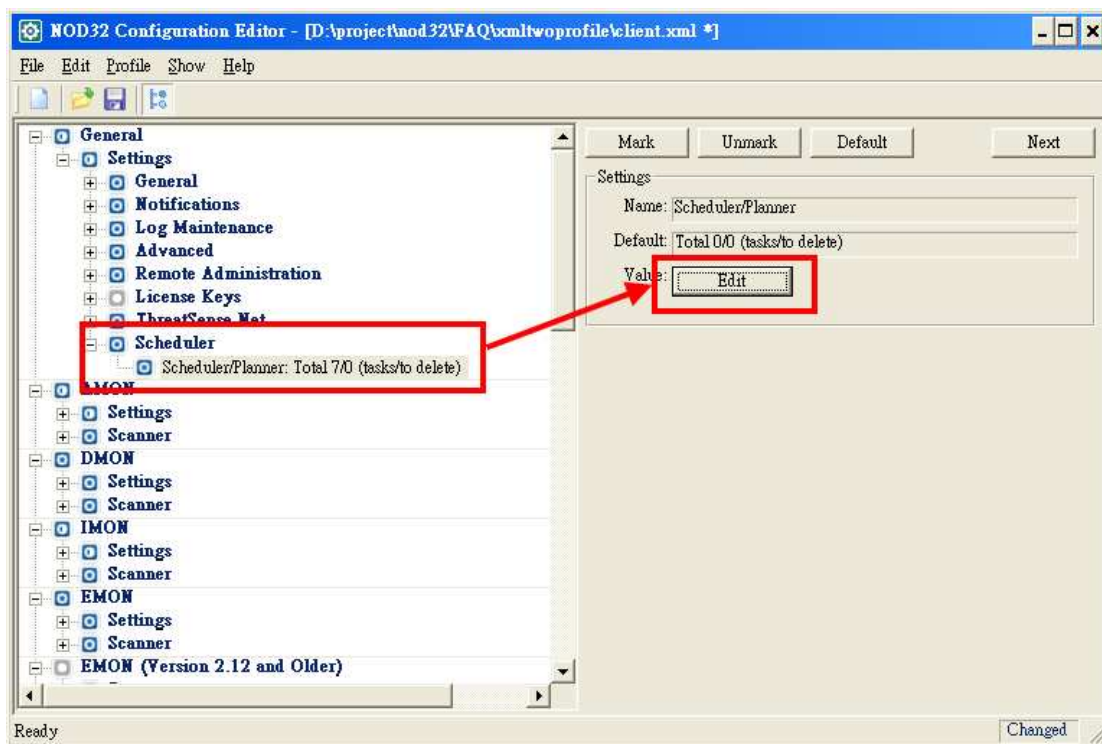 NOD32 Configuration Editor - [D:\project\nod32\FAQ\xmltwoprofile\client.xml *]
File Edit Profile Show Help
General
Settings
General
Notifications
Log Maintenance
Advanced
Remote Administration
License Keys
ThreatSense.Net
Scheduler
Scheduler/Planner: Total 7/0 (tasks/to delete)
AMON
Settings
Scanner
DMON
Settings
Scanner
IMON
Settings
Scanner
EMON
Settings
Scanner
EMON (Version 2.12 and Older)
Mark Unmark Default Next
Settings
Name: Scheduler/Planner
Default: Total 0/0 (tasks/to delete)
Value: Edit
Ready Changed